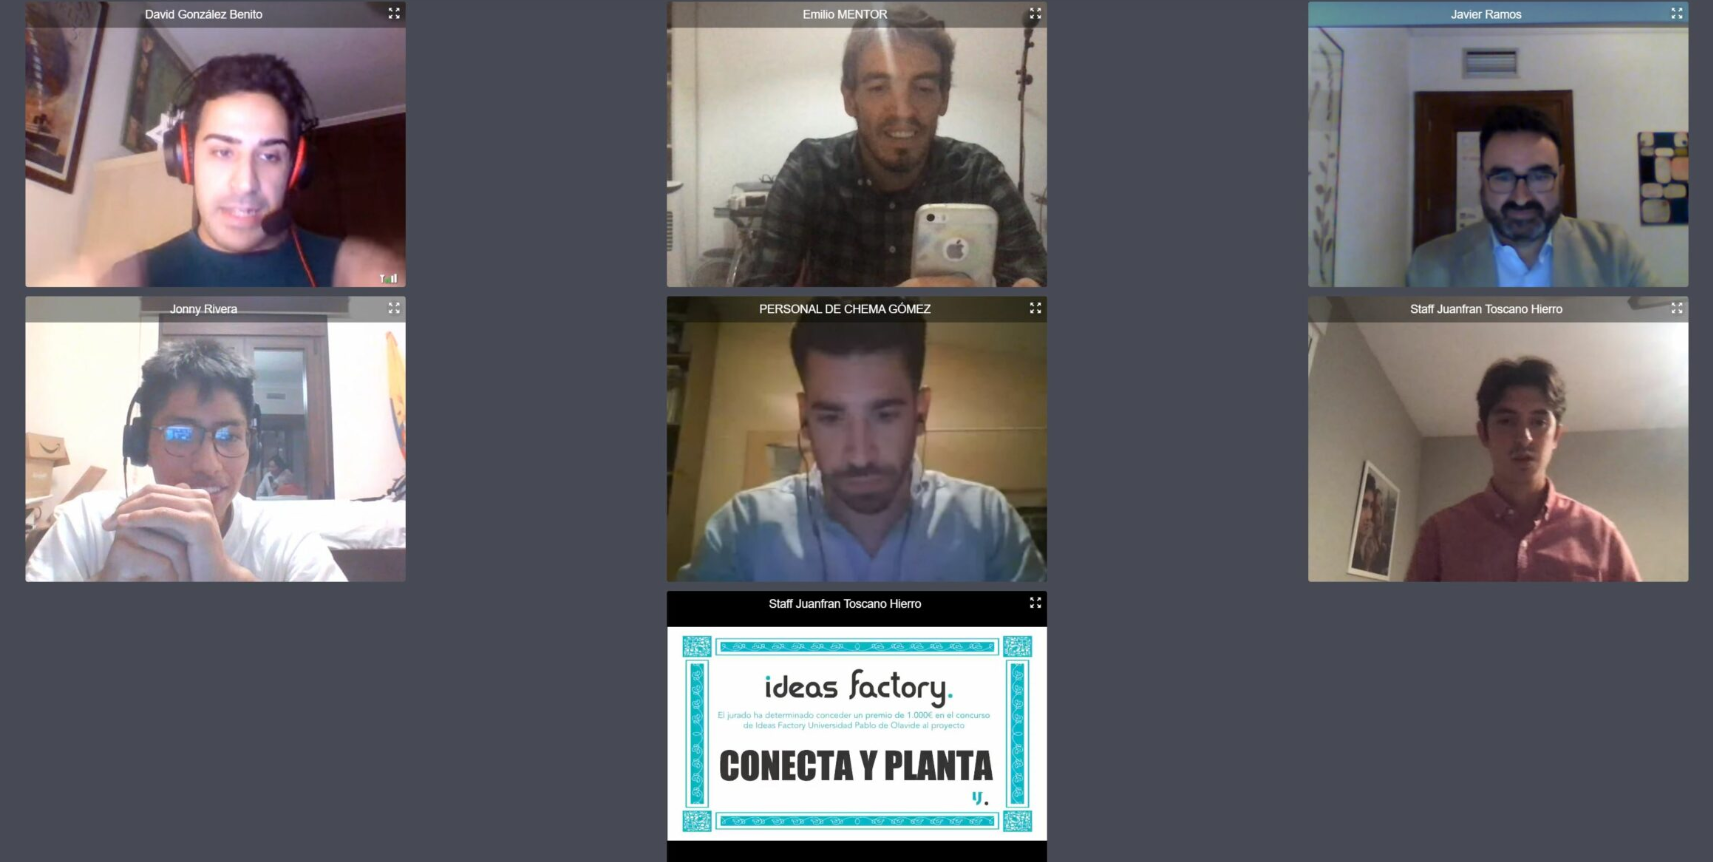 David González Benito
Emilio MENTOR
Javier Ramos
Jonny Rivera
PERSONAL DE CHEMA GÓMEZ
Staff Juanfran Toscano Hierro
Staff Juanfran Toscano Hierro
ideas factory.
El jurado ha determinado conceder un premio de 1.000€ en el concurso
de Ideas Factory Universidad Pablo de Olavide al proyecto
CONECTA Y PLANTA